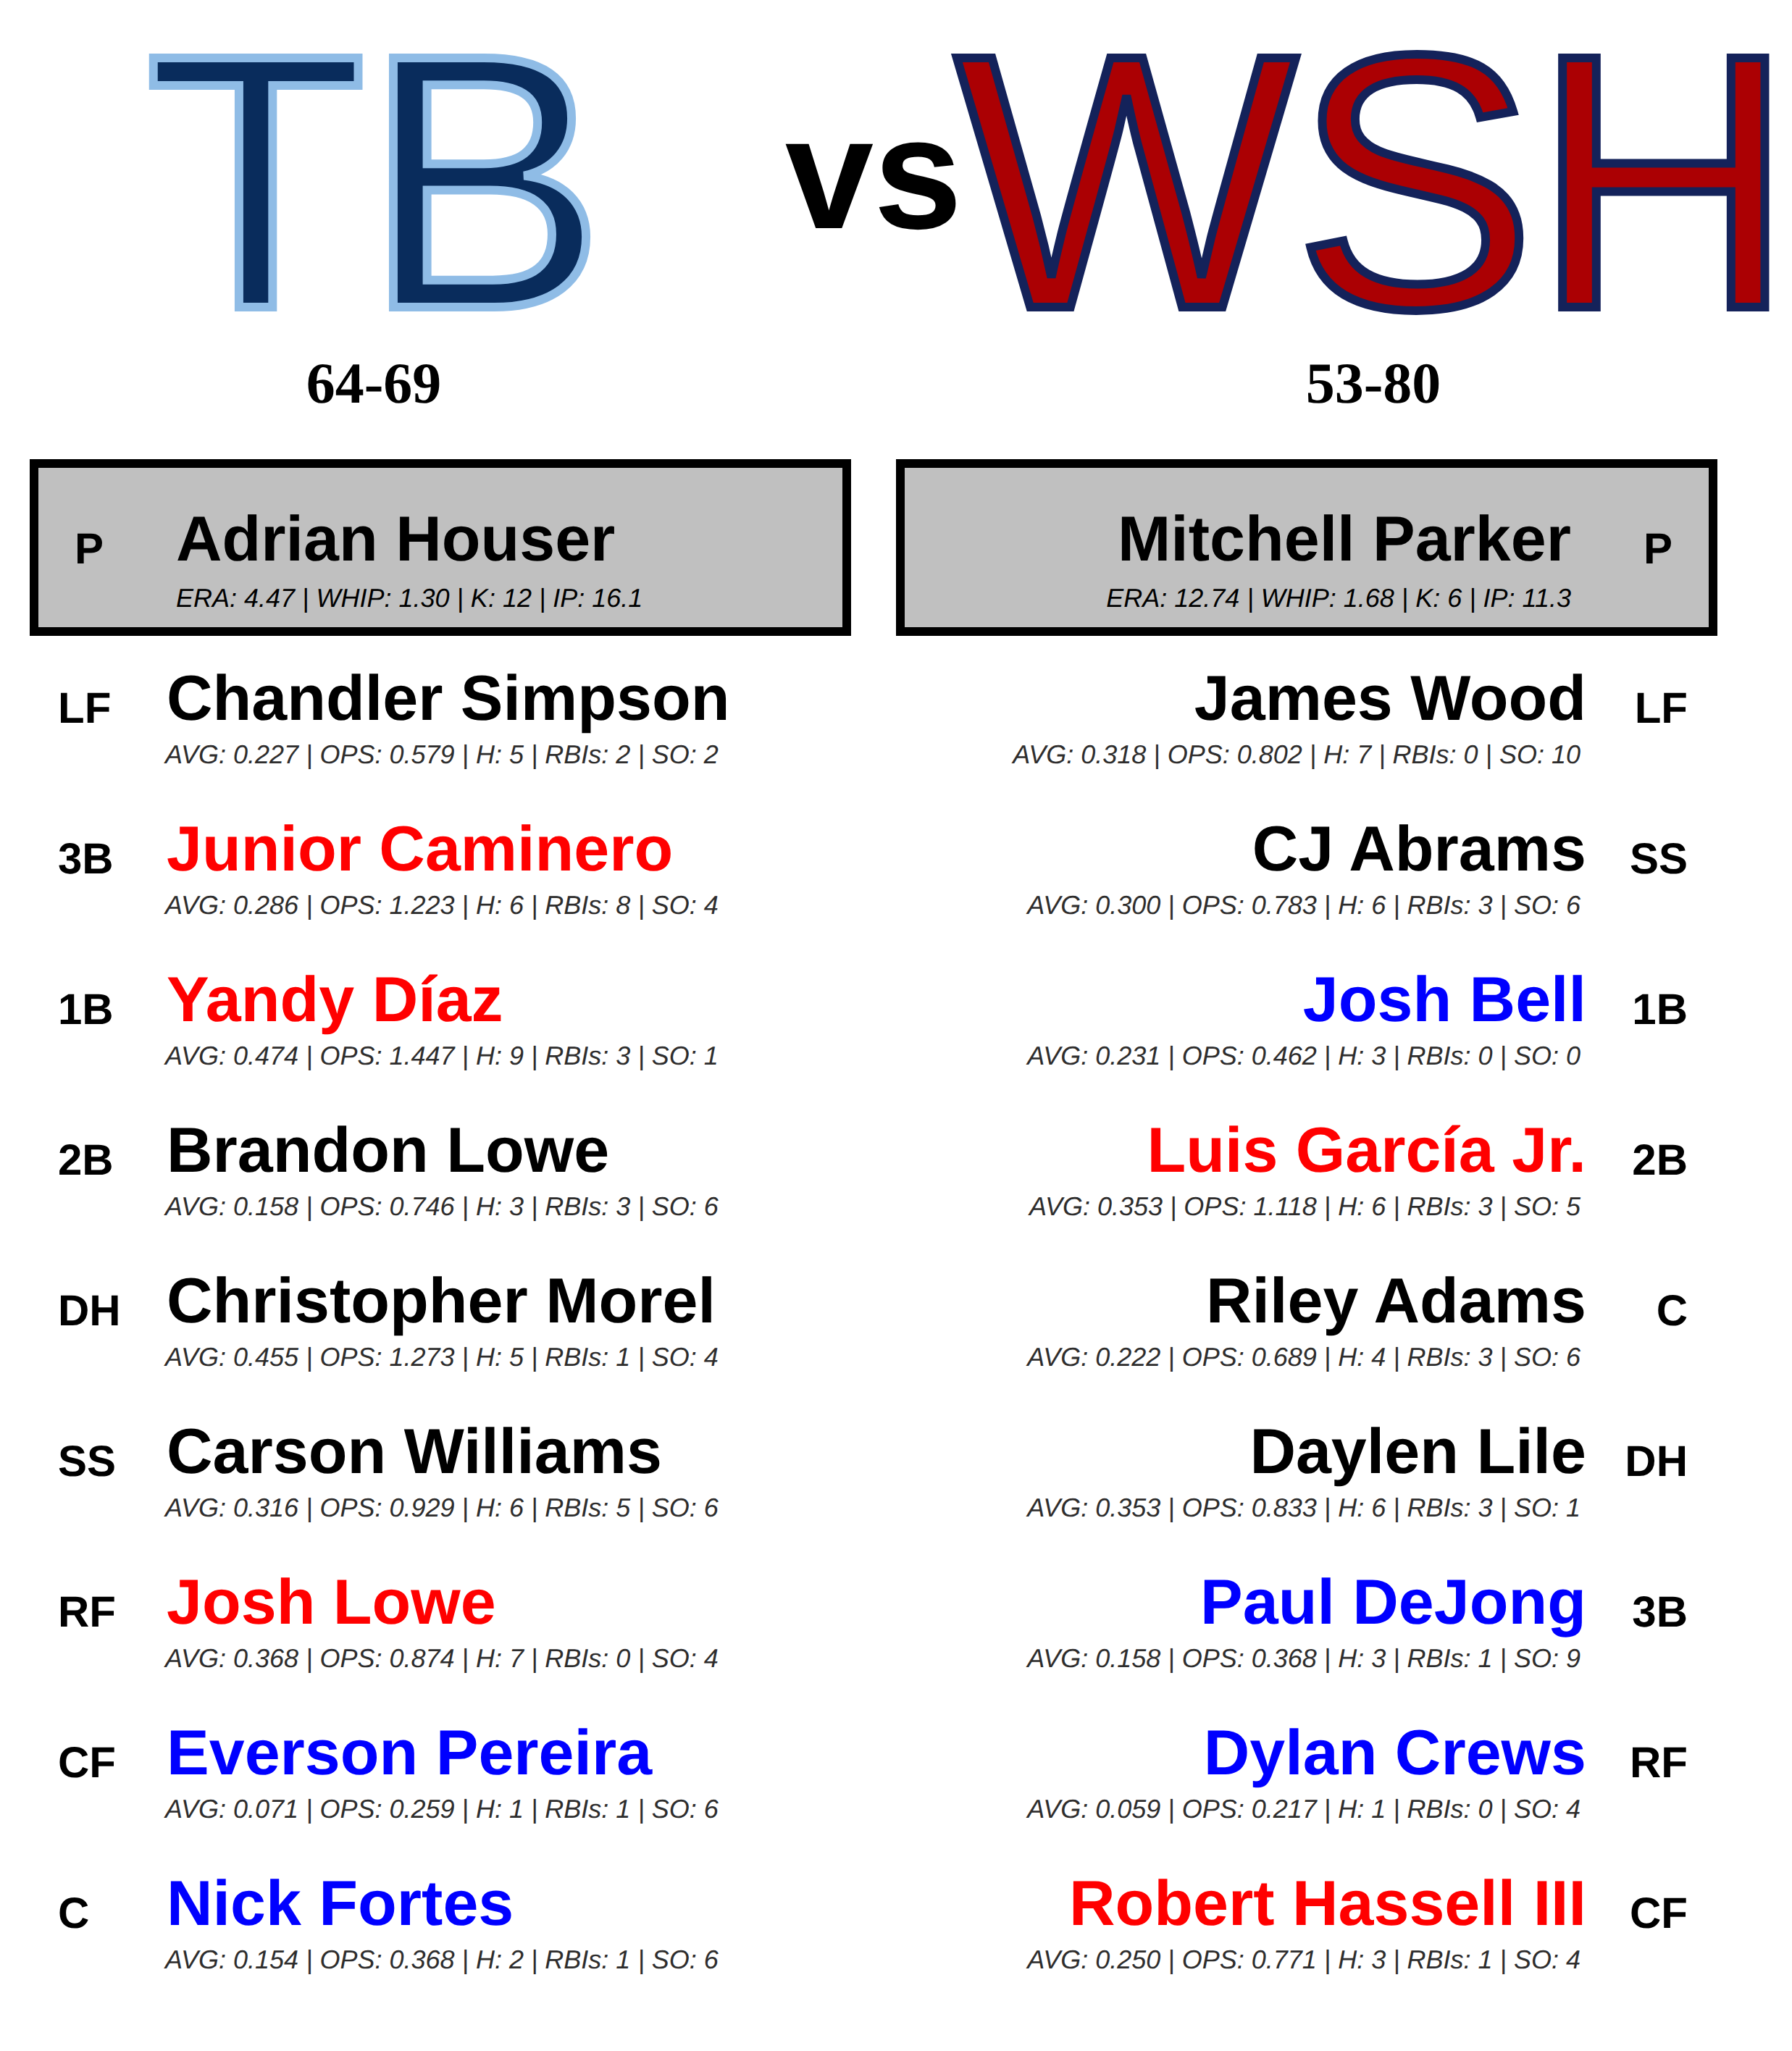 TB vs WSH
64-69 53-80
P Adrian Houser Mitchell Parker P
ERA: 4.47 | WHIP: 1.30 | K: 12 | IP: 16.1 ERA: 12.74 | WHIP: 1.68 | K: 6 | IP: 11.3
LF Chandler Simpson James Wood LF
AVG: 0.227 | OPS: 0.579 | H: 5 | RBIs: 2 | SO: 2 AVG: 0.318 | OPS: 0.802 | H: 7 | RBIs: 0 | SO: 10
3B Junior Caminero CJ Abrams SS
AVG: 0.286 | OPS: 1.223 | H: 6 | RBIs: 8 | SO: 4 AVG: 0.300 | OPS: 0.783 | H: 6 | RBIs: 3 | SO: 6
1B Yandy Díaz Josh Bell 1B
AVG: 0.474 | OPS: 1.447 | H: 9 | RBIs: 3 | SO: 1 AVG: 0.231 | OPS: 0.462 | H: 3 | RBIs: 0 | SO: 0
2B Brandon Lowe Luis García Jr. 2B
AVG: 0.158 | OPS: 0.746 | H: 3 | RBIs: 3 | SO: 6 AVG: 0.353 | OPS: 1.118 | H: 6 | RBIs: 3 | SO: 5
DH Christopher Morel Riley Adams C
AVG: 0.455 | OPS: 1.273 | H: 5 | RBIs: 1 | SO: 4 AVG: 0.222 | OPS: 0.689 | H: 4 | RBIs: 3 | SO: 6
SS Carson Williams Daylen Lile DH
AVG: 0.316 | OPS: 0.929 | H: 6 | RBIs: 5 | SO: 6 AVG: 0.353 | OPS: 0.833 | H: 6 | RBIs: 3 | SO: 1
RF Josh Lowe Paul DeJong 3B
AVG: 0.368 | OPS: 0.874 | H: 7 | RBIs: 0 | SO: 4 AVG: 0.158 | OPS: 0.368 | H: 3 | RBIs: 1 | SO: 9
CF Everson Pereira Dylan Crews RF
AVG: 0.071 | OPS: 0.259 | H: 1 | RBIs: 1 | SO: 6 AVG: 0.059 | OPS: 0.217 | H: 1 | RBIs: 0 | SO: 4
C Nick Fortes Robert Hassell III CF
AVG: 0.154 | OPS: 0.368 | H: 2 | RBIs: 1 | SO: 6 AVG: 0.250 | OPS: 0.771 | H: 3 | RBIs: 1 | SO: 4